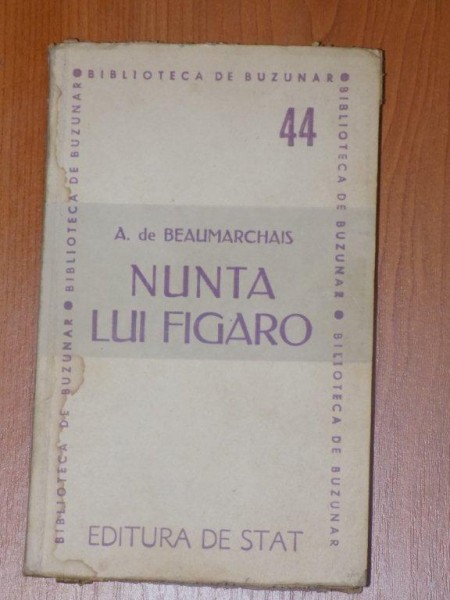 BIBLIOTECA DE BUZUNAR
44
A. de BEAUMARCHAIS
NUNTA
LUI FIGARO
EDITURA DE STAT
BIBLIOTECA DE BUZUNAR ● BIBLIOTECA DE BUZUNAR
BIBLIOTECA DE BUZUNAR ● BILIOTECA DE BUZUNAR